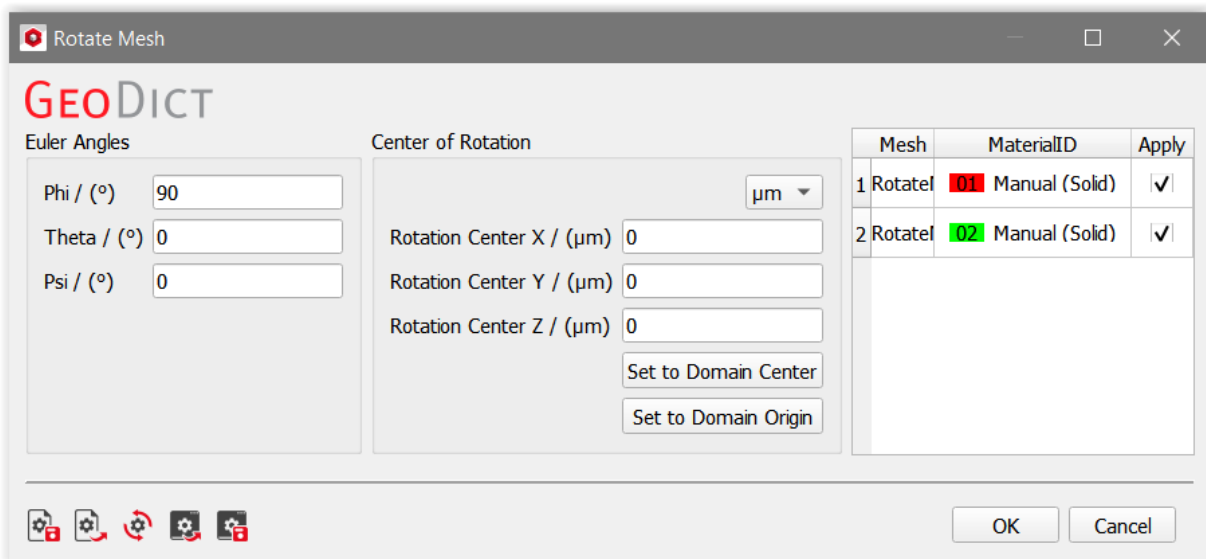 Rotate Mesh
GEODICT
Euler Angles
Phi / (°) 90
Theta / (°) 0
Psi / (°) 0
Center of Rotation
µm
Rotation Center X / (µm) 0
Rotation Center Y / (µm) 0
Rotation Center Z / (µm) 0
Set to Domain Center
Set to Domain Origin
Mesh MaterialID Apply
1 01 Manual (Solid)
2 02 Manual (Solid)
OK Cancel